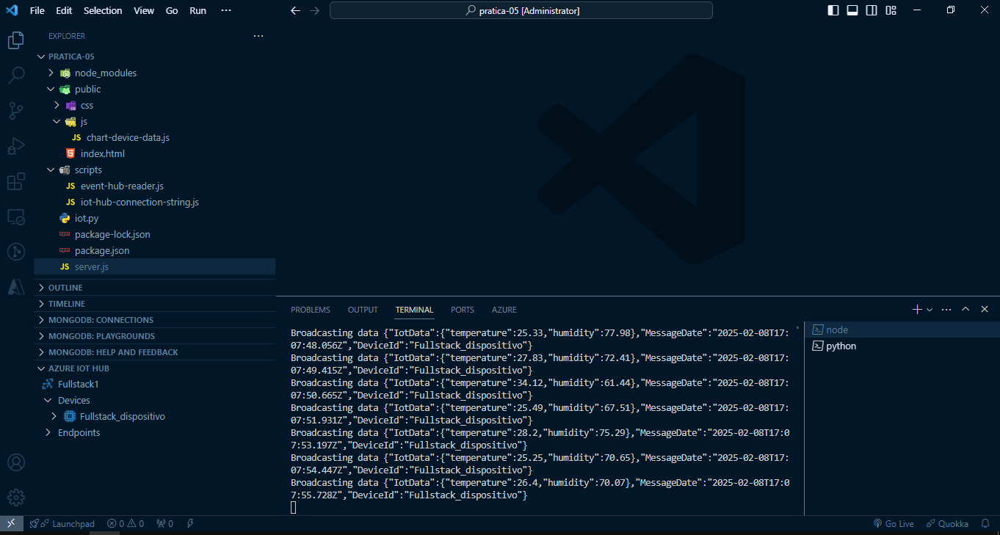 File Edit Selection View Go Run ···
pratica-05 [Administrator]
EXPLORER
PRATICA-05
node_modules
public
css
js
JS chart-device-data.js
index.html
scripts
JS event-hub-reader.js
JS iot-hub-connection-string.js
iot.py
package-lock.json
package.json
JS server.js
OUTLINE
TIMELINE
MONGODB: CONNECTIONS
MONGODB: PLAYGROUNDS
MONGODB: HELP AND FEEDBACK
AZURE IOT HUB
Fullstack1
Devices
Fullstack_dispositivo
Endpoints
PROBLEMS OUTPUT TERMINAL PORTS AZURE
Broadcasting data {"IotData":{"temperature":25.33,"humidity":77.98},"MessageDate":"2025-02-08T17:
07:48.056Z","DeviceId":"Fullstack_dispositivo"}
Broadcasting data {"IotData":{"temperature":27.83,"humidity":72.41},"MessageDate":"2025-02-08T17:
07:49.415Z","DeviceId":"Fullstack_dispositivo"}
Broadcasting data {"IotData":{"temperature":34.12,"humidity":61.44},"MessageDate":"2025-02-08T17:
07:50.665Z","DeviceId":"Fullstack_dispositivo"}
Broadcasting data {"IotData":{"temperature":25.49,"humidity":67.51},"MessageDate":"2025-02-08T17:
07:51.931Z","DeviceId":"Fullstack_dispositivo"}
Broadcasting data {"IotData":{"temperature":28.2,"humidity":75.29},"MessageDate":"2025-02-08T17:0
7:53.197Z","DeviceId":"Fullstack_dispositivo"}
Broadcasting data {"IotData":{"temperature":25.25,"humidity":70.65},"MessageDate":"2025-02-08T17:
07:54.447Z","DeviceId":"Fullstack_dispositivo"}
Broadcasting data {"IotData":{"temperature":26.4,"humidity":70.07},"MessageDate":"2025-02-08T17:0
7:55.728Z","DeviceId":"Fullstack_dispositivo"}
node
python
Launchpad 0 0 0 Go Live Quokka